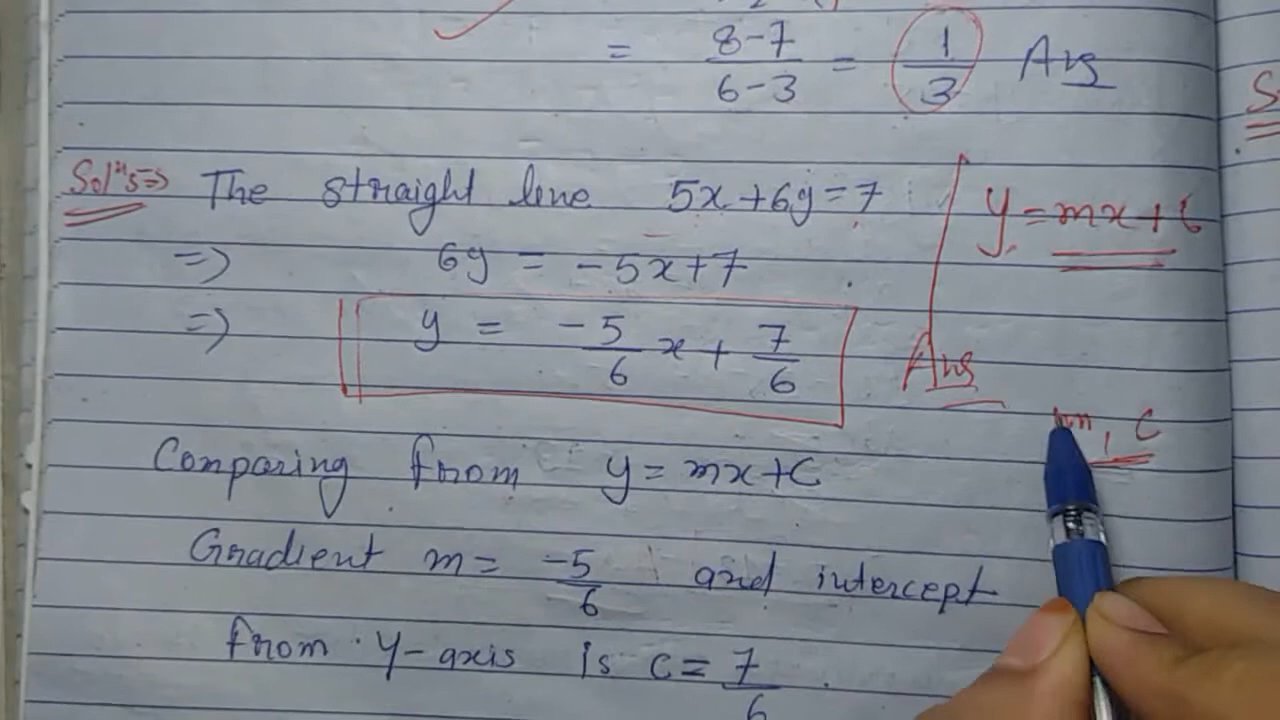 = 8-7/6-3 = 1/3 Ans
Solⁿ5⇒ The straight line 5x+6y=7
y=mx+c
⇒ 6y = -5x+7
⇒ y = -5/6 x + 7/6
Ans
m, c
Comparing from y=mx+c
Gradient m= -5/6 and intercept
from y-axis is c= 7/6.